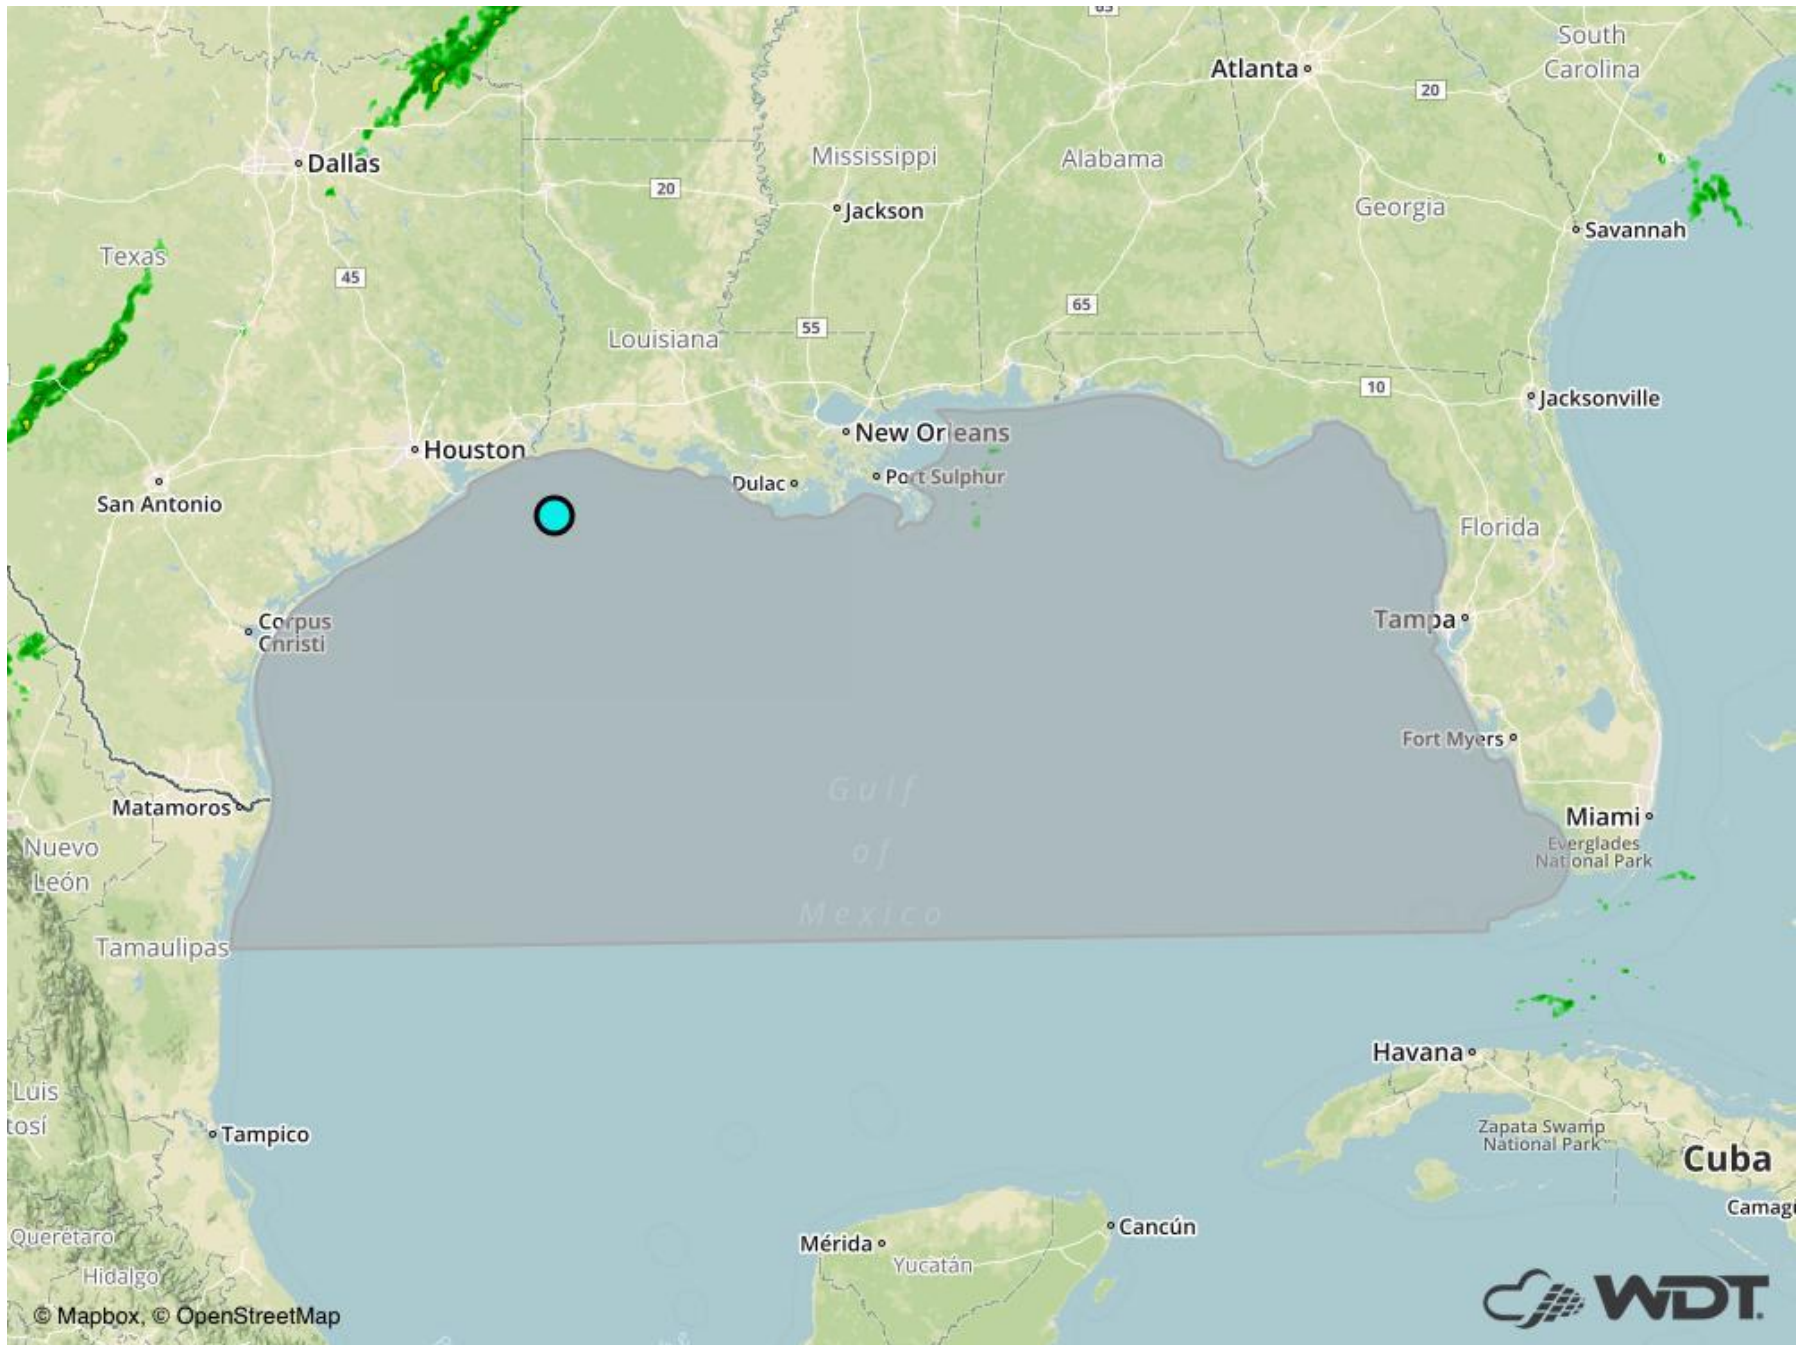 65
South
Carolina
Atlanta
20
Dallas
Mississippi
Alabama
20
Jackson
Georgia
Savannah
Texas
45
65
Louisiana
55
10
Jacksonville
New Orleans
Houston
Dulac
Port Sulphur
San Antonio
Florida
Corpus
Christi
Tampa
Fort Myers
Gulf
of
Mexico
Matamoros
Miami
Everglades
National Park
Nuevo
León
Tamaulipas
Havana
Luis
tosí
Tampico
Zapata Swamp
National Park
Cuba
Camagü
Cancún
Mérida
Yucatán
Querétaro
Hidalgo
© Mapbox, © OpenStreetMap
WDT.